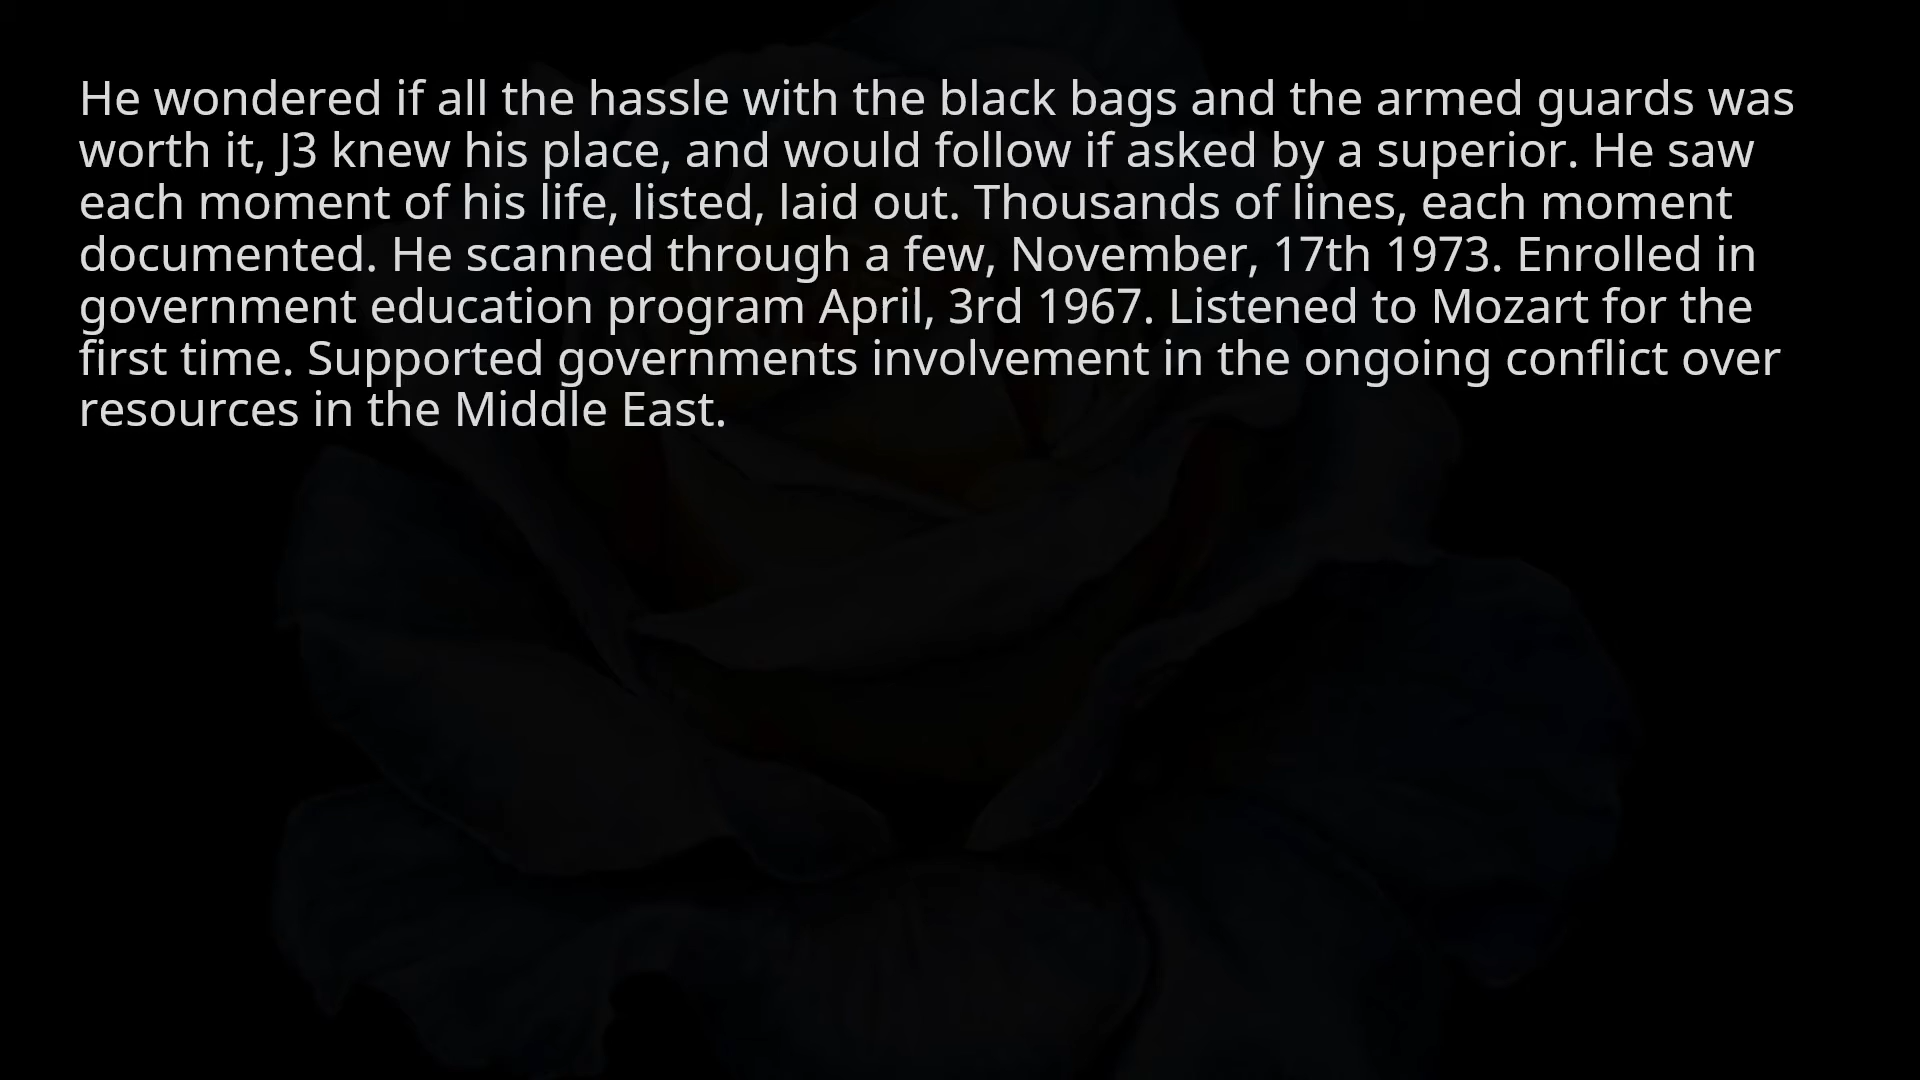 He wondered if all the hassle with the black bags and the armed guards was
worth it, J3 knew his place, and would follow if asked by a superior. He saw
each moment of his life, listed, laid out. Thousands of lines, each moment
documented. He scanned through a few, November, 17th 1973. Enrolled in
government education program April, 3rd 1967. Listened to Mozart for the
first time. Supported governments involvement in the ongoing conflict over
resources in the Middle East.